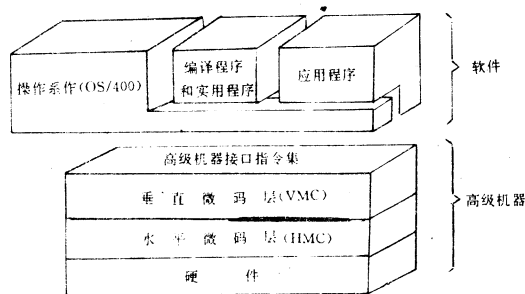 操作系作(OS/400)
编译程序
和实用程序
应用程序
软件
高级机器接口指令集
垂直微码层(VMC)
水平微码层(HMC)
硬件
高级机器